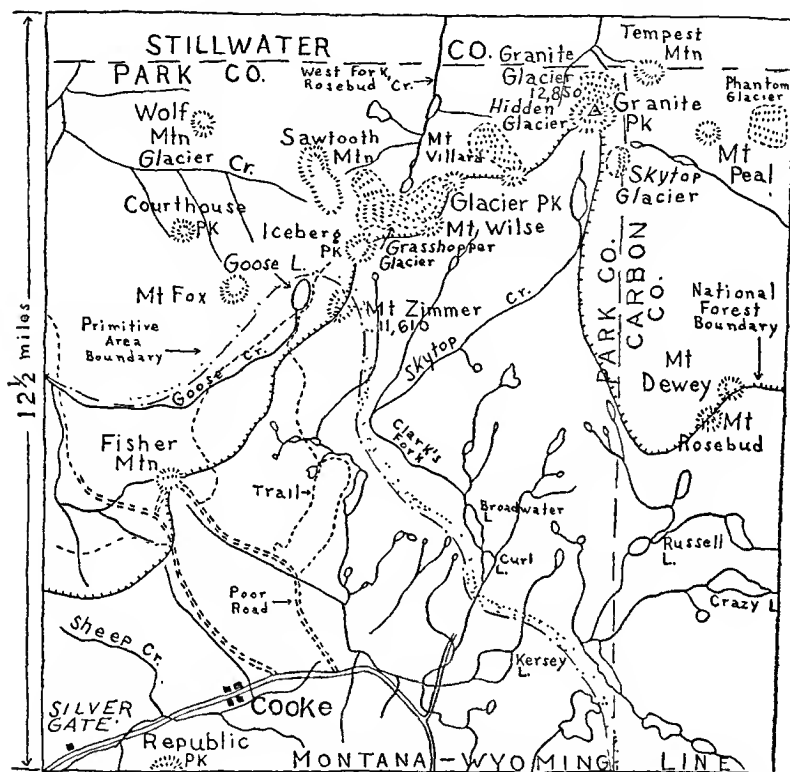 STILLWATER
CO.
PARK CO.
West Fork,
Rosebud Cr.
Granite
Glacier
12,850
Tempest
Mtn
Phantom
Glacier
Wolf
Mtn
Hidden
Glacier
Granite
PK
Sawtooth
Mtn
Mt
Villard
Mt
Peal
Glacier Cr.
Skytop
Glacier
Courthouse
PK
Iceberg
PK
Glacier PK
Mt. Wilse
Grasshopper
Glacier
Goose L.
Mt Fox
Mt Zimmer
11,610
Skytop Cr.
PARK CO.
CARBON
CO.
National
Forest
Boundary
Primitive
Area
Boundary
Goose Cr.
12½ miles
Mt
Dewey
Mt
Rosebud
Fisher
Mtn
Clark's
Fork
Trail
Broadwater
L.
Curl
L.
Russell
L.
Poor
Road
Crazy L
Sheep Cr.
Kersey
L.
SILVER
GATE
Cooke
Republic
PK
MONTANA-WYOMING LINE